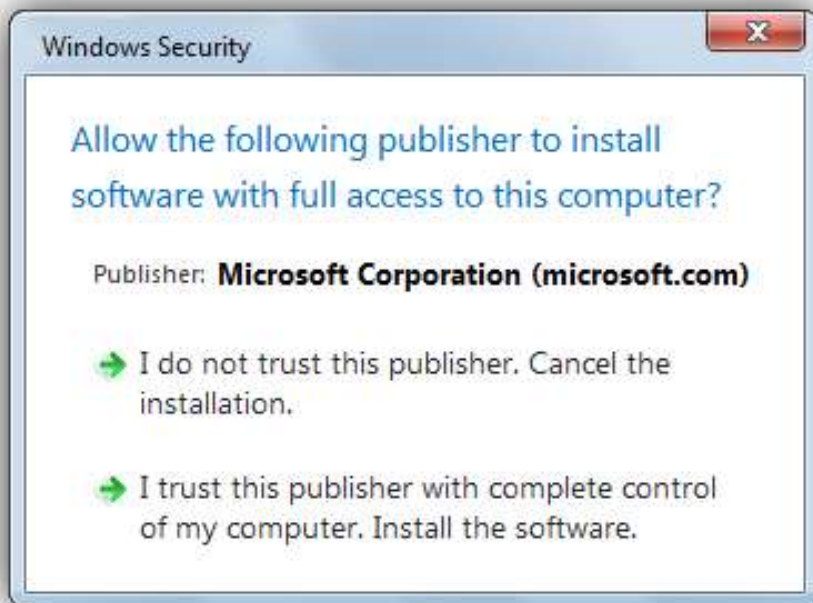 Windows Security
Allow the following publisher to install
software with full access to this computer?
Publisher: Microsoft Corporation (microsoft.com)
I do not trust this publisher. Cancel the
installation.
I trust this publisher with complete control
of my computer. Install the software.